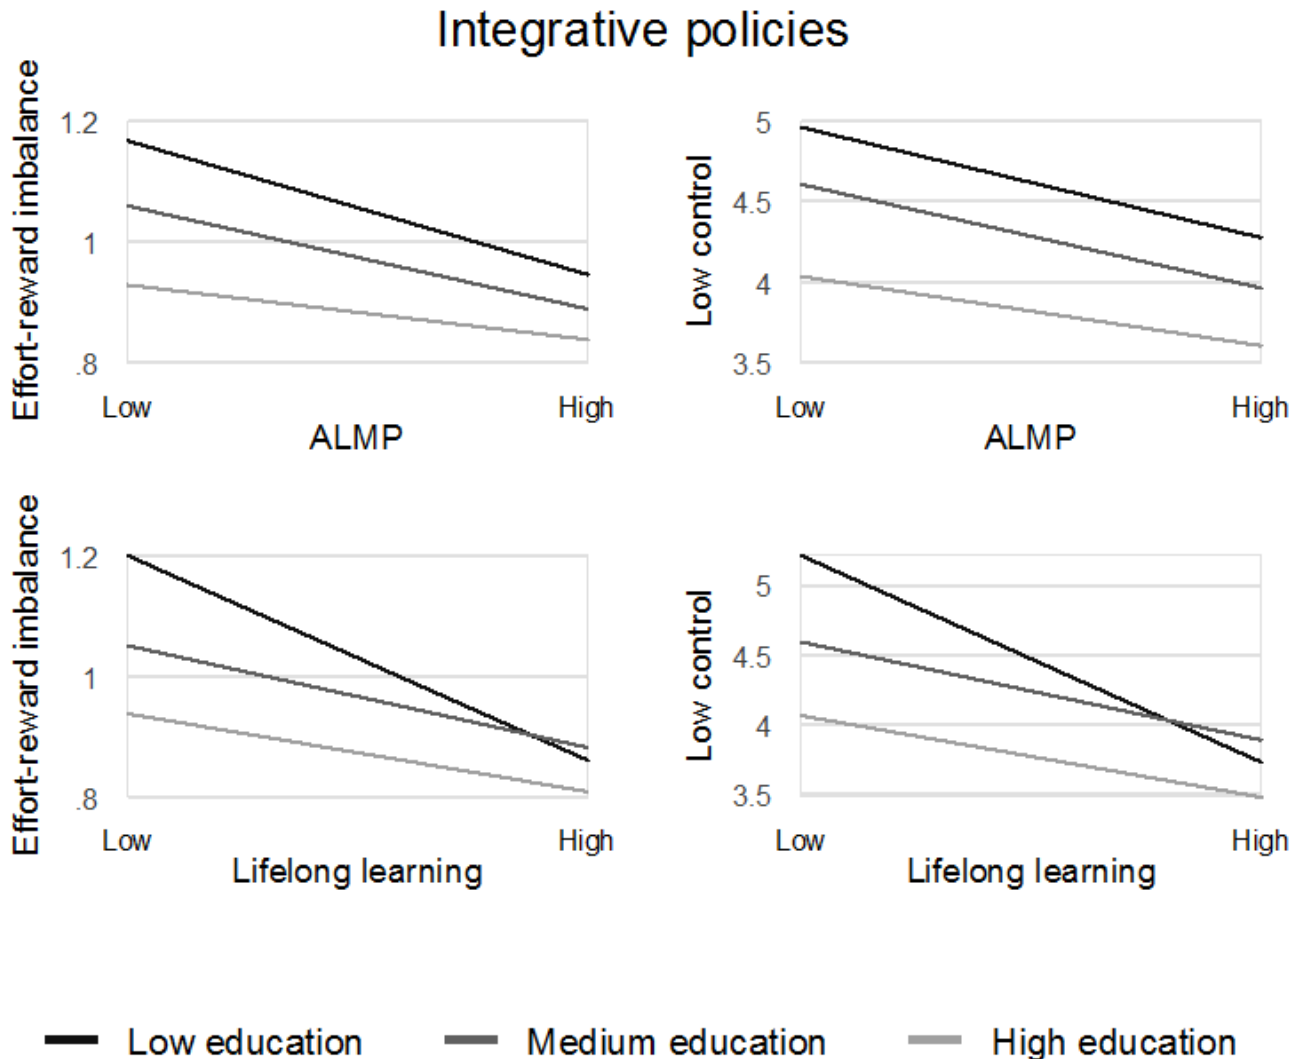 Integrative policies
Effort-reward imbalance
1.2
1
.8
Low
High
ALMP
Low control
5
4.5
4
3.5
Low
High
ALMP
Effort-reward imbalance
1.2
1
.8
Low
High
Lifelong learning
Low control
5
4.5
4
3.5
Low
High
Lifelong learning
Low education
Medium education
High education